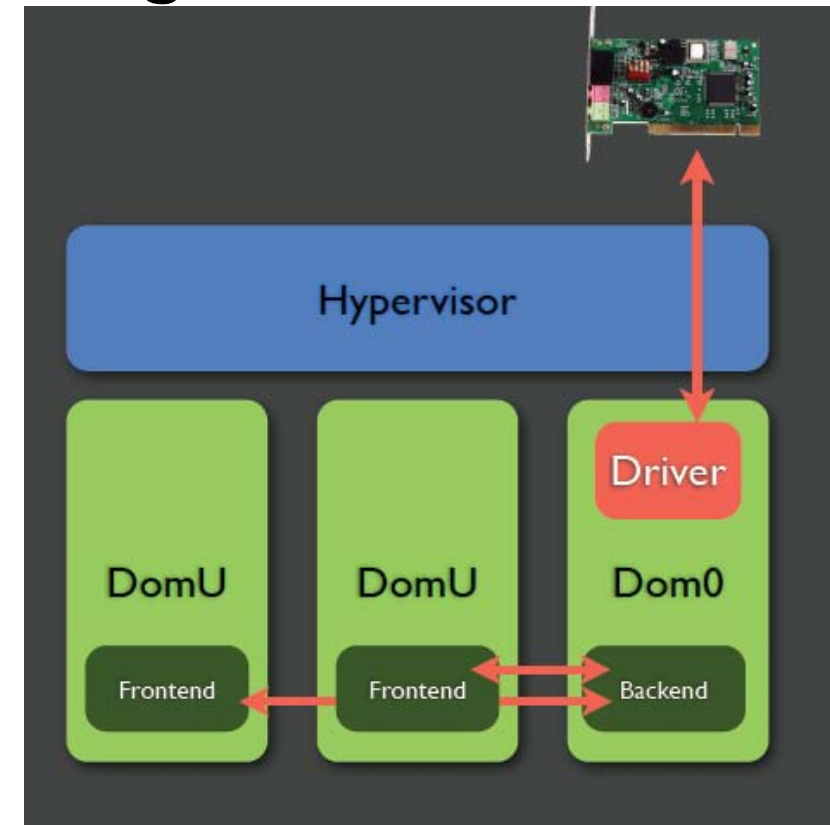 Hypervisor
Driver
DomU
DomU
Dom0
Frontend
Frontend
Backend